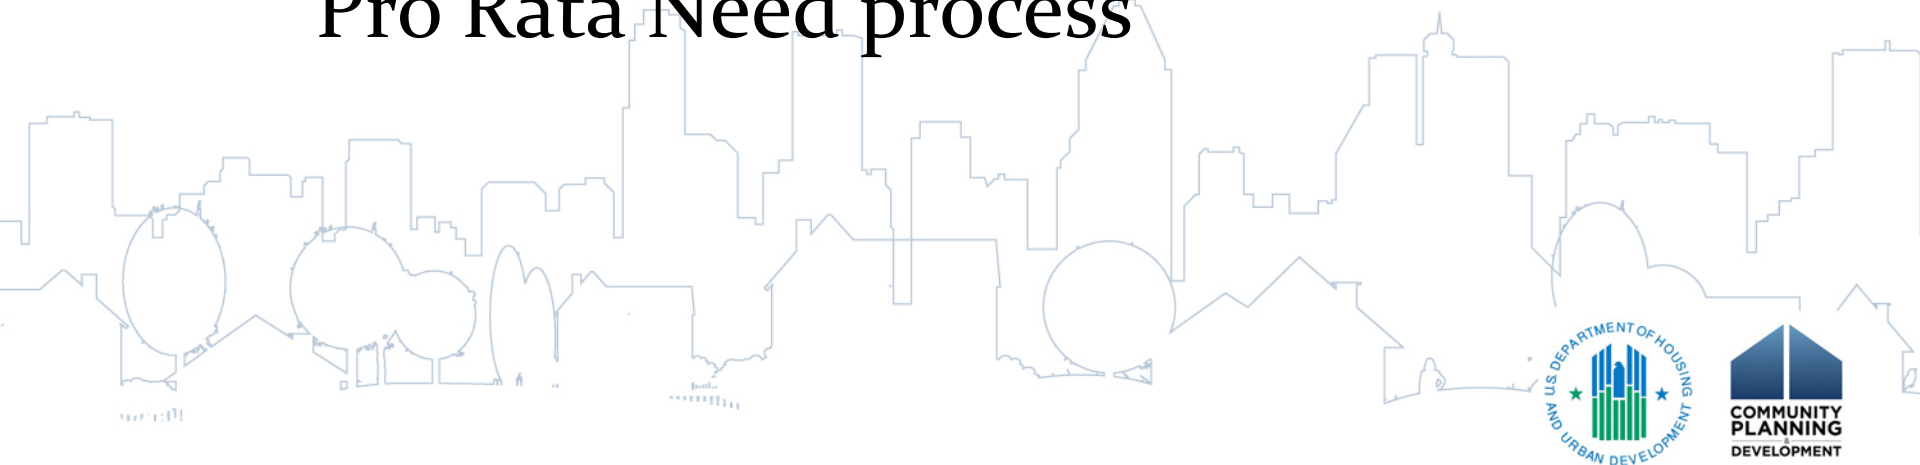 Pro Rata Need process
U.S. DEPARTMENT OF HOUSING
AND URBAN DEVELOPMENT
COMMUNITY
PLANNING
&
DEVELOPMENT